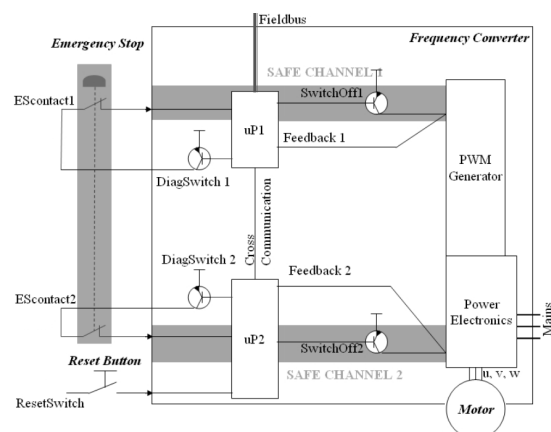 Fieldbus
Emergency Stop
Frequency Converter
SAFE CHANNEL 1
SwitchOff1
EScontact1
uP1
Feedback 1
PWM
Generator
DiagSwitch 1
Cross
Communication
DiagSwitch 2
Feedback 2
EScontact2
Power
Electronics
Mains
uP2
SwitchOff2
Reset Button
SAFE CHANNEL 2
u, v, w
ResetSwitch
Motor